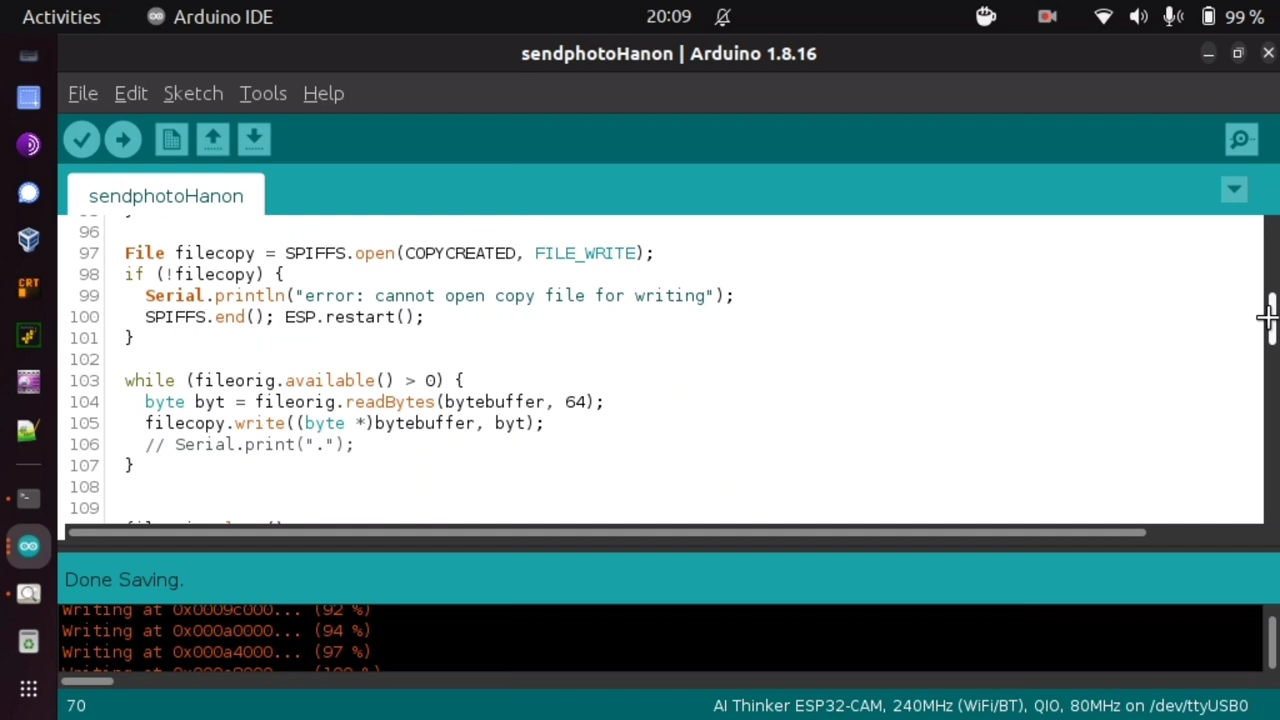 Activities Arduino IDE 20:09 99 %
sendphotoHanon | Arduino 1.8.16
File Edit Sketch Tools Help
sendphotoHanon
96
97 File filecopy = SPIFFS.open(COPYCREATED, FILE_WRITE);
98 if (!filecopy) {
99 Serial.println("error: cannot open copy file for writing");
100 SPIFFS.end(); ESP.restart();
101 }
102
103 while (fileorig.available() > 0) {
104 byte byt = fileorig.readBytes(bytebuffer, 64);
105 filecopy.write((byte *)bytebuffer, byt);
106 // Serial.print(".");
107 }
108
109
Done Saving.
Writing at 0x0009c000... (92 %)
Writing at 0x000a0000... (94 %)
Writing at 0x000a4000... (97 %)
70 AI Thinker ESP32-CAM, 240MHz (WiFi/BT), QIO, 80MHz on /dev/ttyUSB0
CRT